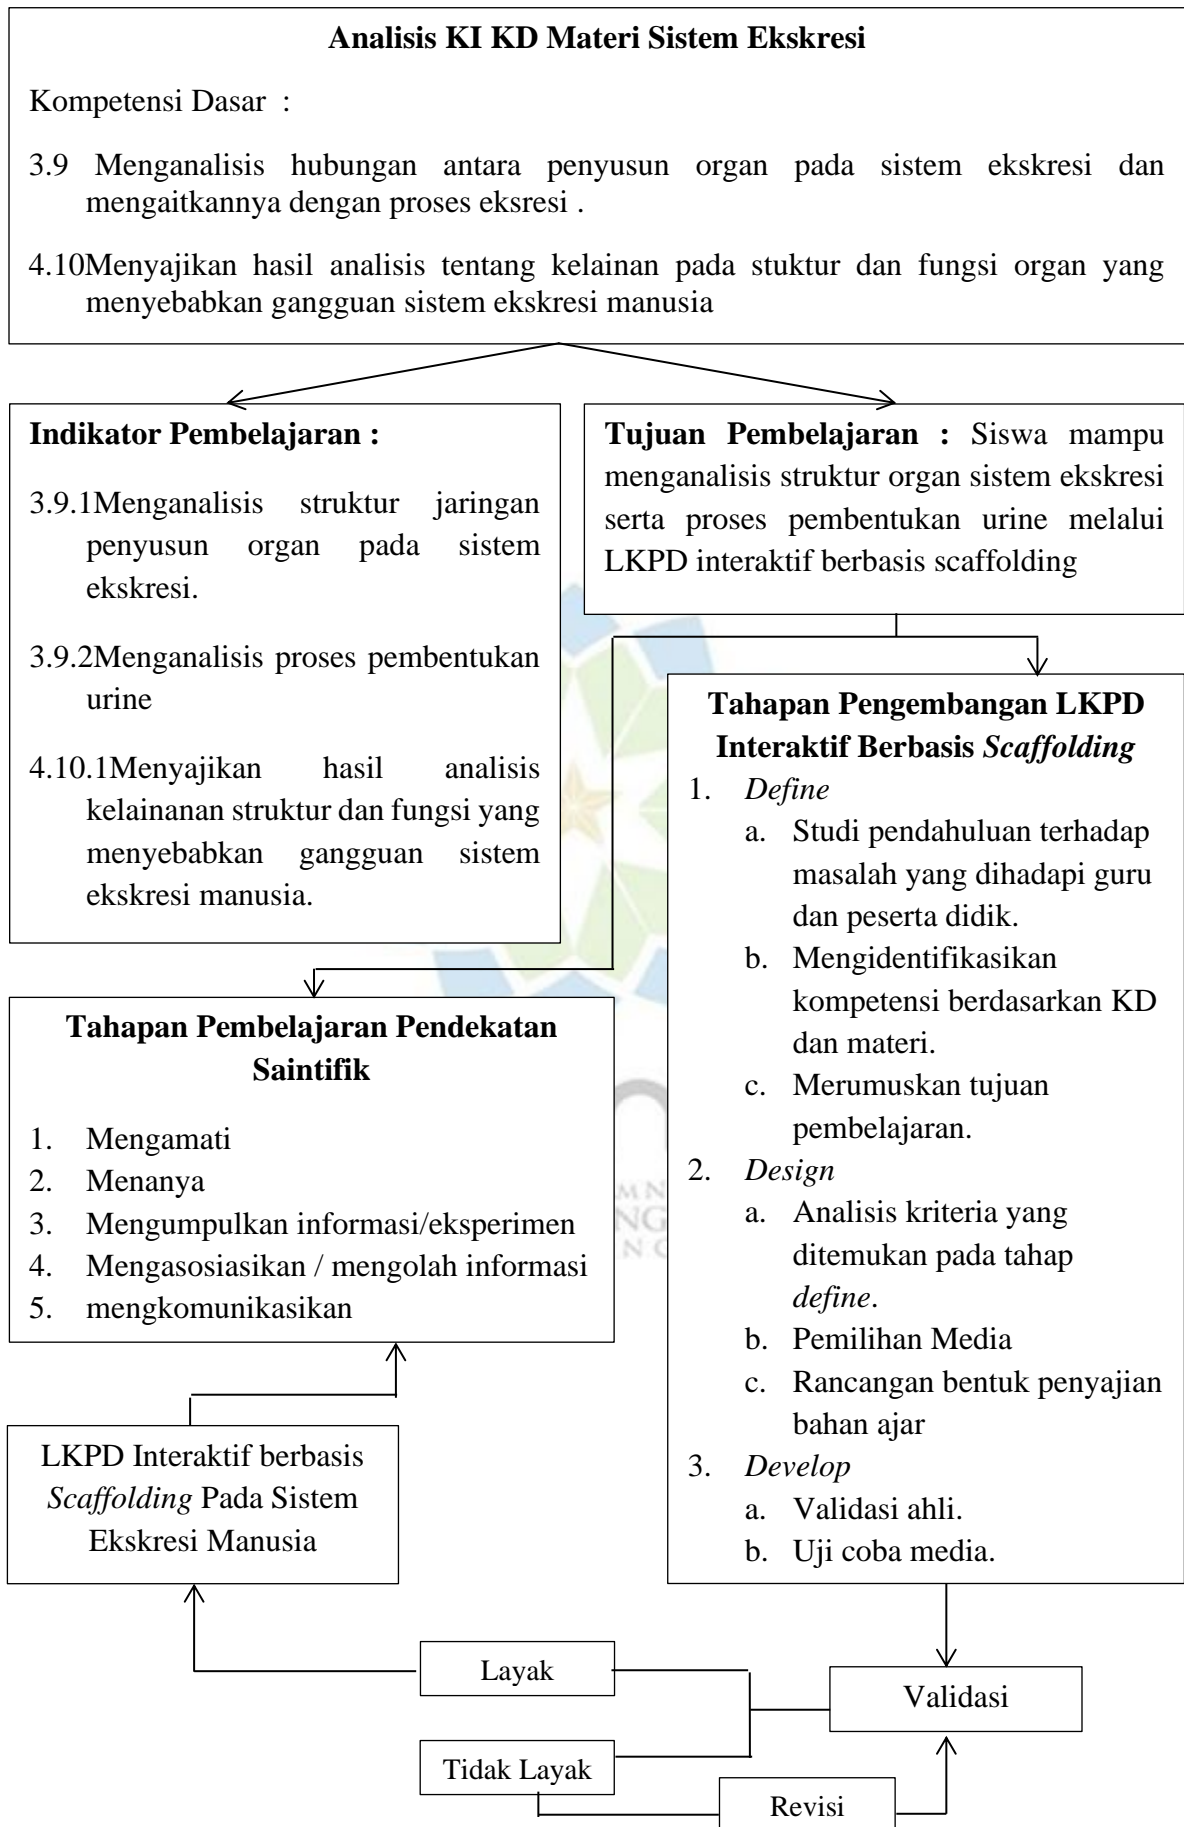 Analisis KI KD Materi Sistem Ekskresi
Kompetensi Dasar :
3.9 Menganalisis hubungan antara penyusun organ pada sistem ekskresi dan
mengaitkannya dengan proses eksresi .
4.10Menyajikan hasil analisis tentang kelainan pada stuktur dan fungsi organ yang
menyebabkan gangguan sistem ekskresi manusia
Indikator Pembelajaran :
3.9.1Menganalisis struktur jaringan
penyusun organ pada sistem
ekskresi.
3.9.2Menganalisis proses pembentukan
urine
4.10.1Menyajikan hasil analisis
kelainanan struktur dan fungsi yang
menyebabkan gangguan sistem
ekskresi manusia.
Tujuan Pembelajaran : Siswa mampu
menganalisis struktur organ sistem ekskresi
serta proses pembentukan urine melalui
LKPD interaktif berbasis scaffolding
Tahapan Pengembangan LKPD
Interaktif Berbasis Scaffolding
1. Define
a. Studi pendahuluan terhadap
masalah yang dihadapi guru
dan peserta didik.
b. Mengidentifikasikan
kompetensi berdasarkan KD
dan materi.
c. Merumuskan tujuan
pembelajaran.
2. Design
a. Analisis kriteria yang
ditemukan pada tahap
define.
b. Pemilihan Media
c. Rancangan bentuk penyajian
bahan ajar
3. Develop
a. Validasi ahli.
b. Uji coba media.
Tahapan Pembelajaran Pendekatan
Saintifik
1. Mengamati
2. Menanya
3. Mengumpulkan informasi/eksperimen
4. Mengasosiasikan / mengolah informasi
5. mengkomunikasikan
LKPD Interaktif berbasis
Scaffolding Pada Sistem
Ekskresi Manusia
Layak
Validasi
Tidak Layak
Revisi